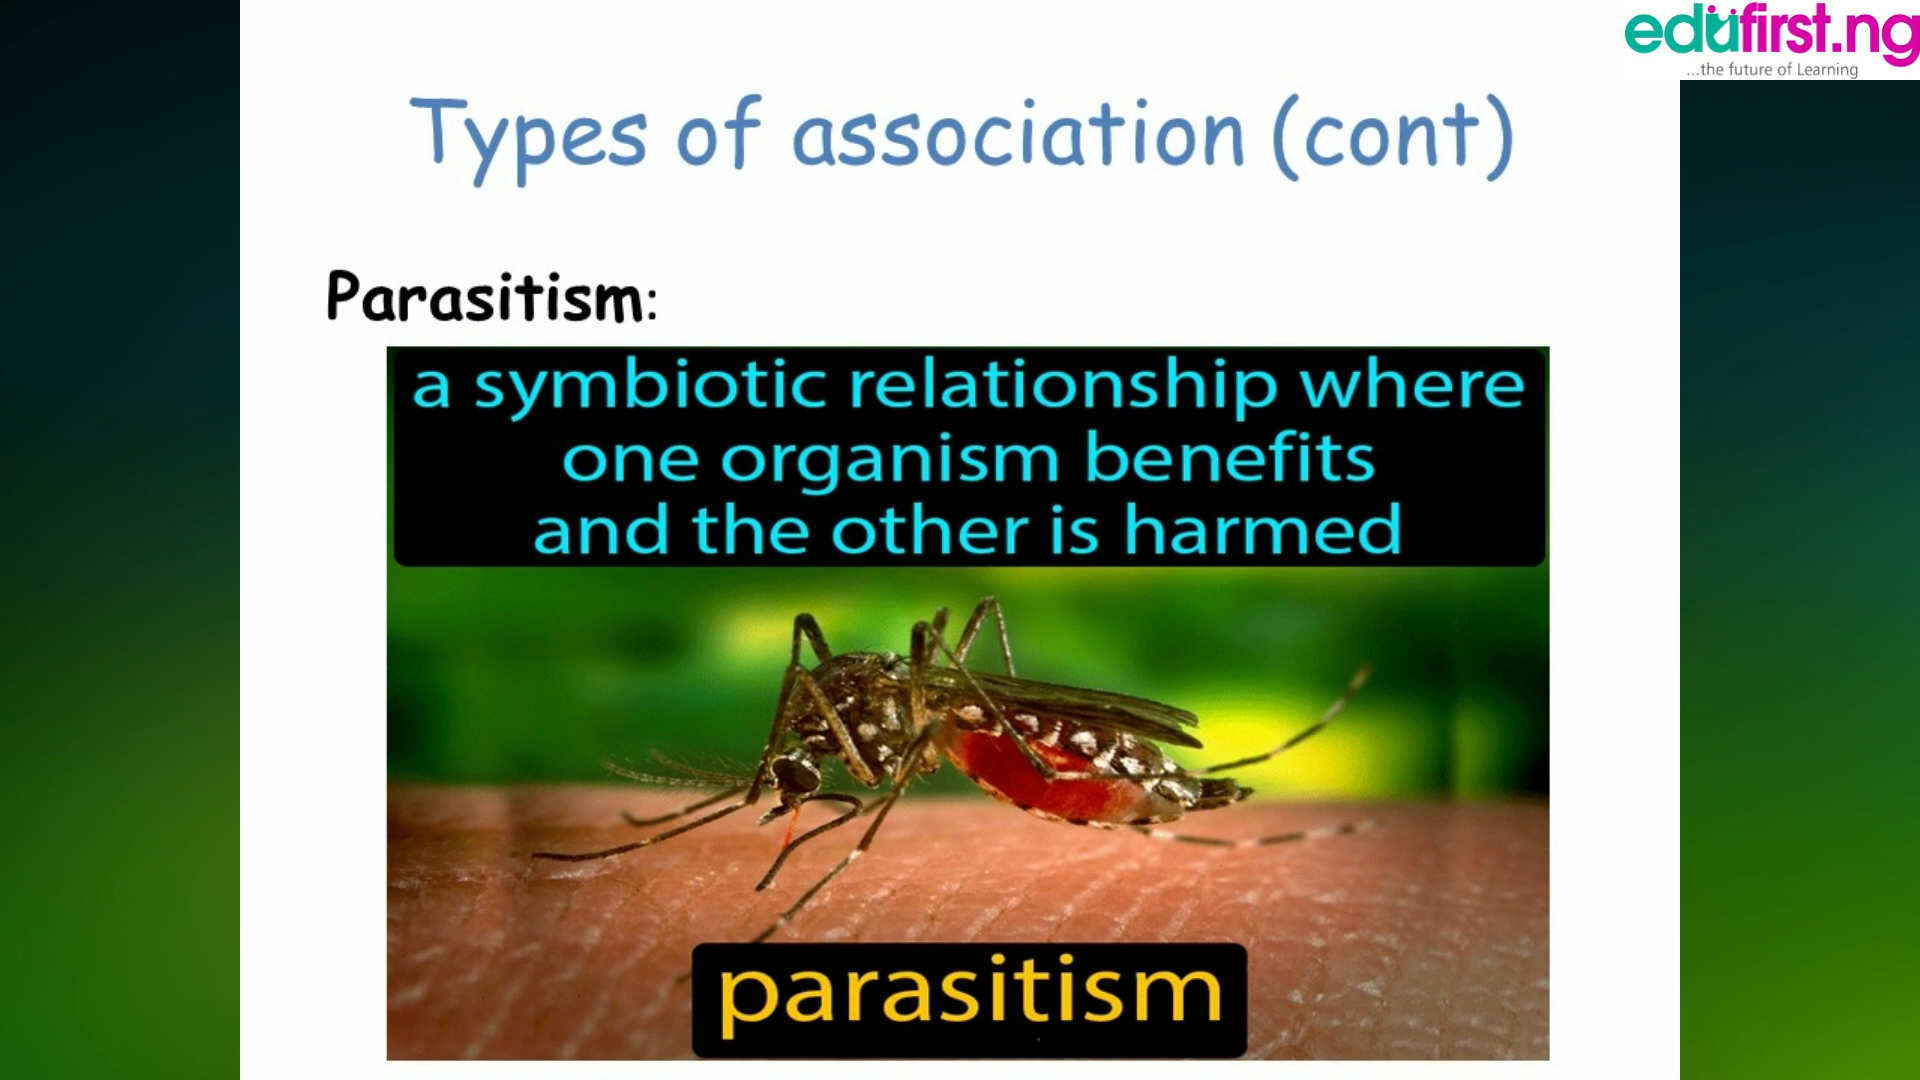 edufirst.ng
...the future of Learning
Types of association (cont)
Parasitism:
a symbiotic relationship where
one organism benefits
and the other is harmed
parasitism